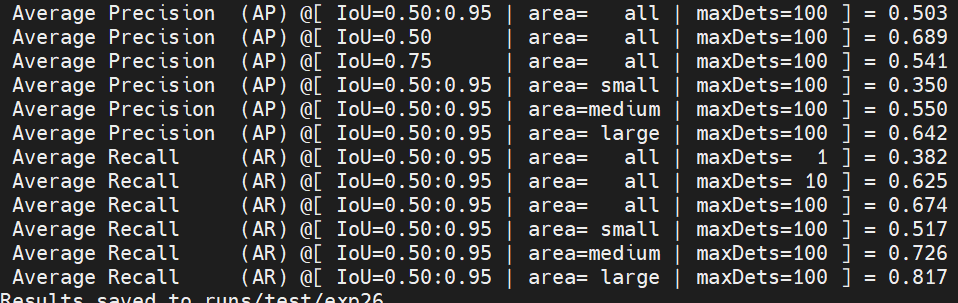 Average Precision  (AP) @[ IoU=0.50:0.95 | area=   all | maxDets=100 ] = 0.503
Average Precision  (AP) @[ IoU=0.50      | area=   all | maxDets=100 ] = 0.689
Average Precision  (AP) @[ IoU=0.75      | area=   all | maxDets=100 ] = 0.541
Average Precision  (AP) @[ IoU=0.50:0.95 | area= small | maxDets=100 ] = 0.350
Average Precision  (AP) @[ IoU=0.50:0.95 | area=medium | maxDets=100 ] = 0.550
Average Precision  (AP) @[ IoU=0.50:0.95 | area= large | maxDets=100 ] = 0.642
Average Recall     (AR) @[ IoU=0.50:0.95 | area=   all | maxDets=  1 ] = 0.382
Average Recall     (AR) @[ IoU=0.50:0.95 | area=   all | maxDets= 10 ] = 0.625
Average Recall     (AR) @[ IoU=0.50:0.95 | area=   all | maxDets=100 ] = 0.674
Average Recall     (AR) @[ IoU=0.50:0.95 | area= small | maxDets=100 ] = 0.517
Average Recall     (AR) @[ IoU=0.50:0.95 | area=medium | maxDets=100 ] = 0.726
Average Recall     (AR) @[ IoU=0.50:0.95 | area= large | maxDets=100 ] = 0.817
Results saved to runs/test/exp26